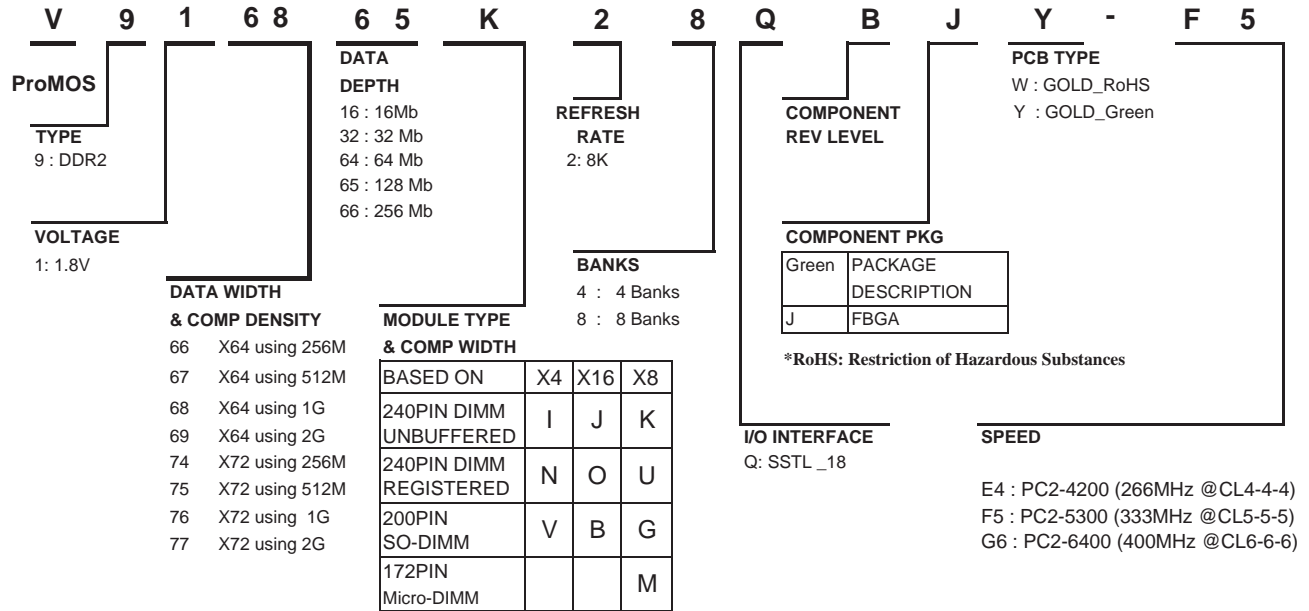 V 9 1 6 8 6 5 K 2 8 Q B J Y - F 5
ProMOS
TYPE
9 : DDR2
VOLTAGE
1: 1.8V
DATA WIDTH
& COMP DENSITY
66 X64 using 256M
67 X64 using 512M
68 X64 using 1G
69 X64 using 2G
74 X72 using 256M
75 X72 using 512M
76 X72 using 1G
77 X72 using 2G
DATA
DEPTH
16 : 16Mb
32 : 32 Mb
64 : 64 Mb
65 : 128 Mb
66 : 256 Mb
MODULE TYPE
& COMP WIDTH
BASED ON X4 X16 X8
240PIN DIMM
UNBUFFERED I J K
240PIN DIMM
REGISTERED N O U
200PIN
SO-DIMM V B G
172PIN
Micro-DIMM M
REFRESH
RATE
2: 8K
BANKS
4 : 4 Banks
8 : 8 Banks
I/O INTERFACE
Q: SSTL _18
COMPONENT
REV LEVEL
COMPONENT PKG
Green PACKAGE
DESCRIPTION
J FBGA
*RoHS: Restriction of Hazardous Substances
PCB TYPE
W : GOLD_RoHS
Y : GOLD_Green
SPEED
E4 : PC2-4200 (266MHz @CL4-4-4)
F5 : PC2-5300 (333MHz @CL5-5-5)
G6 : PC2-6400 (400MHz @CL6-6-6)